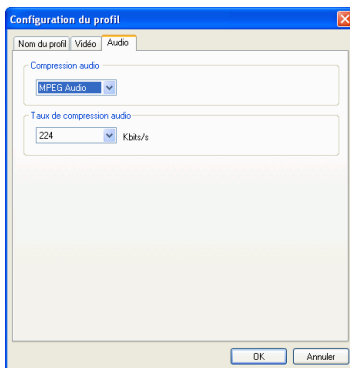 Configuration du profil
Nom du profil Vidéo Audio
Compression audio
MPEG Audio
Taux de compression audio
224 Kbits/s
OK Annuler